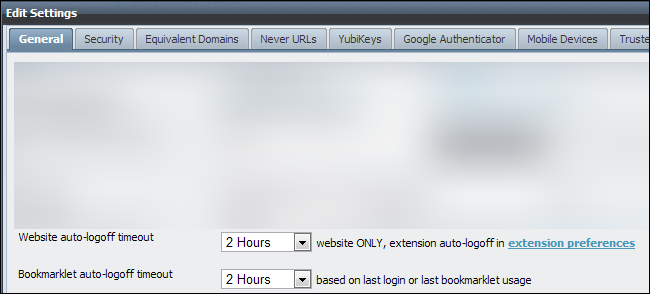 Edit Settings
General Security Equivalent Domains Never URLs YubiKeys Google Authenticator Mobile Devices Truste
Website auto-logoff timeout 2 Hours website ONLY, extension auto-logoff in extension preferences
Bookmarklet auto-logoff timeout 2 Hours based on last login or last bookmarklet usage